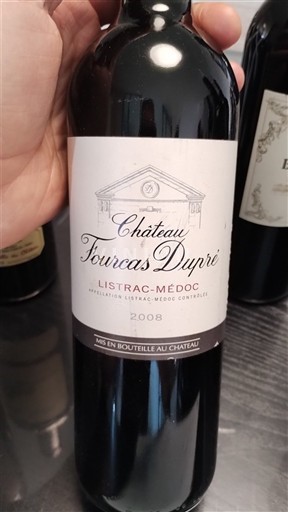 Château
Fourcas Dupré
LISTRAC-MÉDOC
APPELLATION LISTRAC-MÉDOC CONTRÔLÉE
2008
MIS EN BOUTEILLE AU CHATEAU